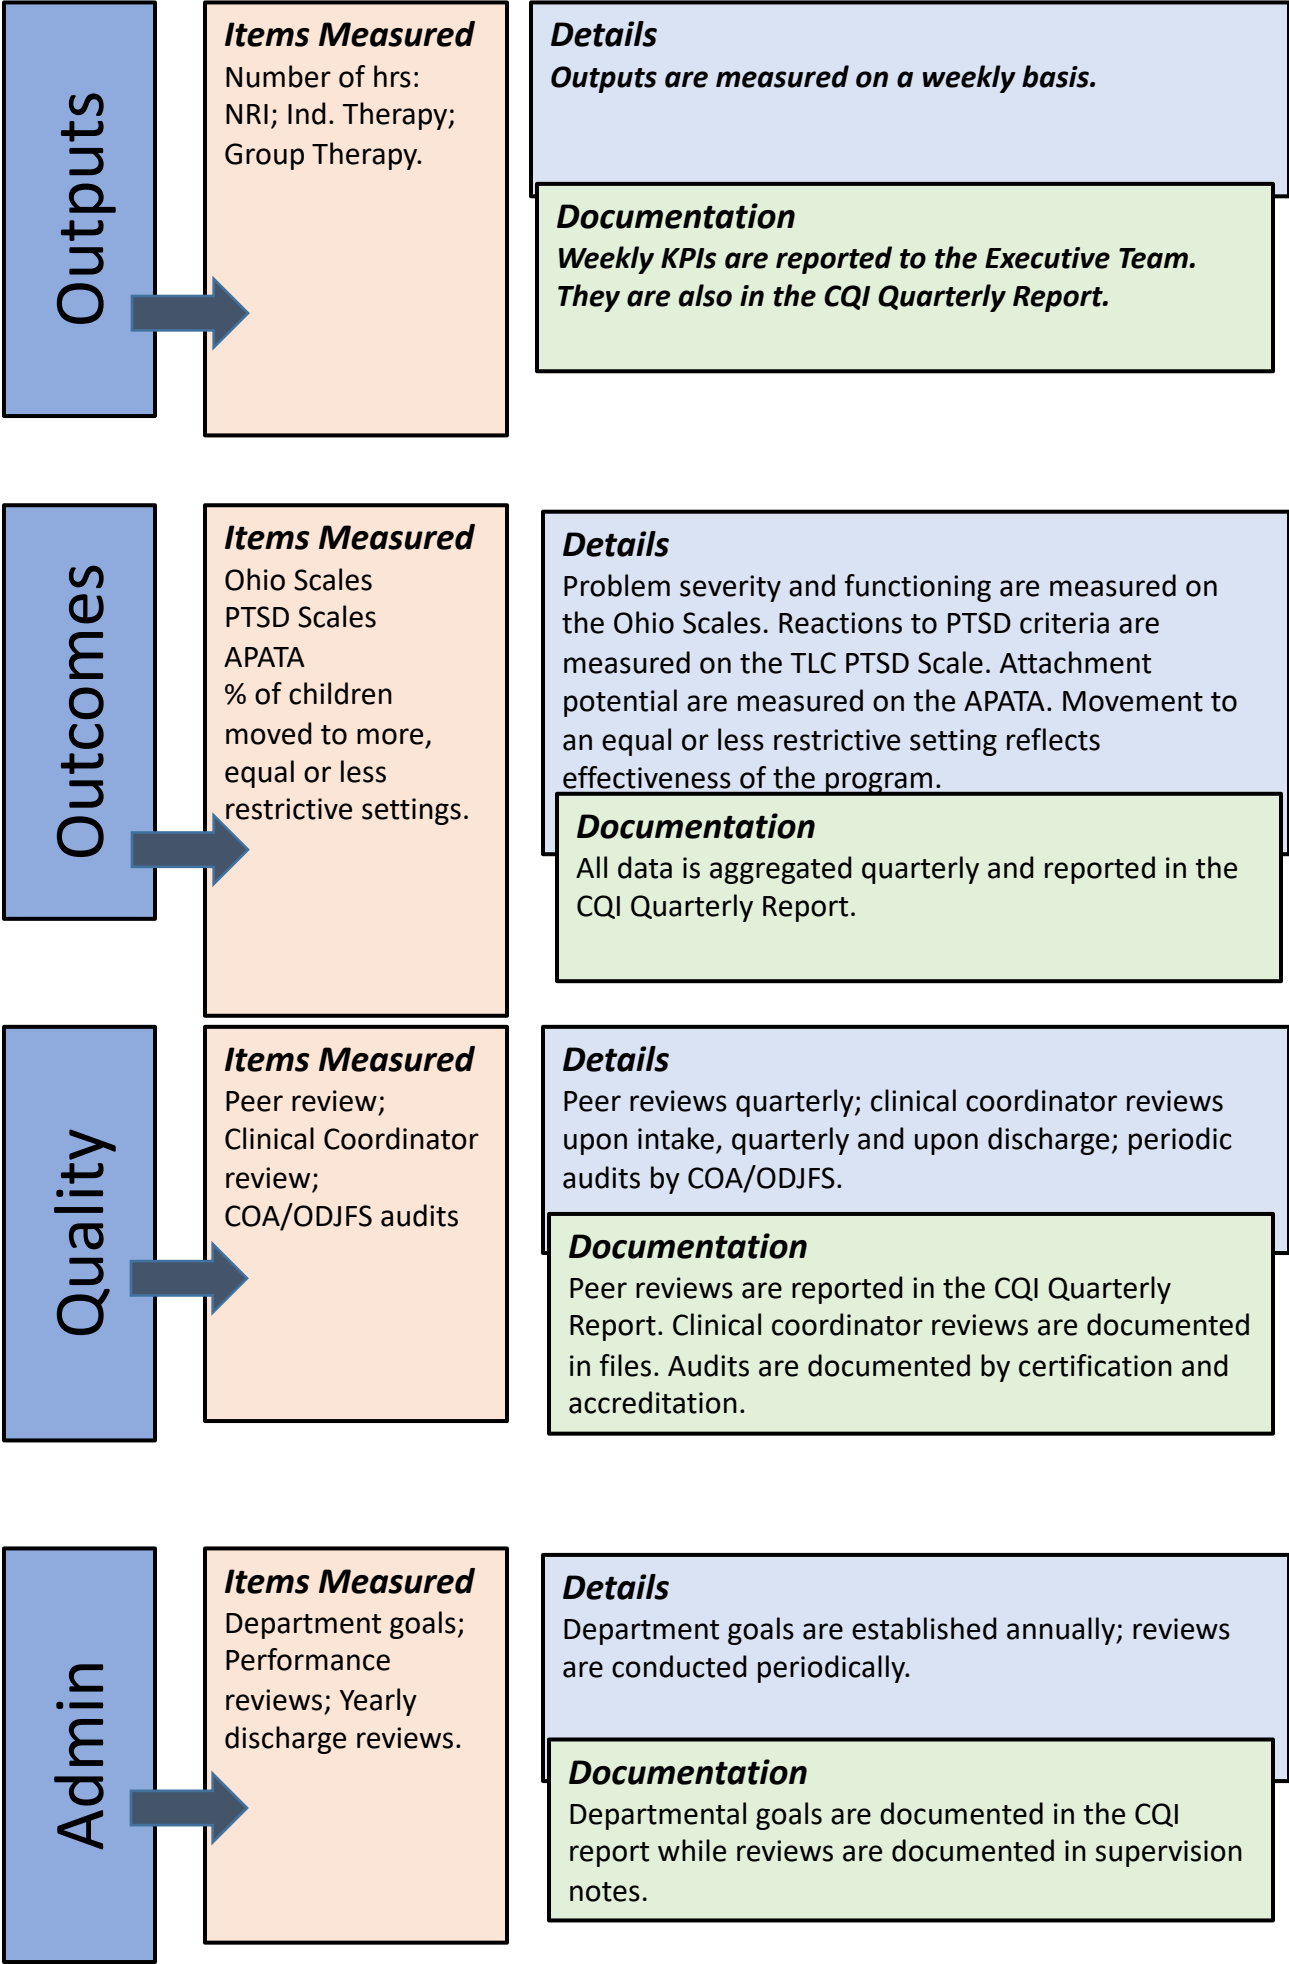 Outputs
Items Measured
Number of hrs:
NRI; Ind. Therapy;
Group Therapy.
Details
Outputs are measured on a weekly basis.
Documentation
Weekly KPIs are reported to the Executive Team.
They are also in the CQI Quarterly Report.
Outcomes
Items Measured
Ohio Scales
PTSD Scales
APATA
% of children
moved to more,
equal or less
restrictive settings.
Details
Problem severity and functioning are measured on
the Ohio Scales. Reactions to PTSD criteria are
measured on the TLC PTSD Scale. Attachment
potential are measured on the APATA. Movement to
an equal or less restrictive setting reflects
effectiveness of the program.
Documentation
All data is aggregated quarterly and reported in the
CQI Quarterly Report.
Quality
Items Measured
Peer review;
Clinical Coordinator
review;
COA/ODJFS audits
Details
Peer reviews quarterly; clinical coordinator reviews
upon intake, quarterly and upon discharge; periodic
audits by COA/ODJFS.
Documentation
Peer reviews are reported in the CQI Quarterly
Report. Clinical coordinator reviews are documented
in files. Audits are documented by certification and
accreditation.
Admin
Items Measured
Department goals;
Performance
reviews; Yearly
discharge reviews.
Details
Department goals are established annually; reviews
are conducted periodically.
Documentation
Departmental goals are documented in the CQI
report while reviews are documented in supervision
notes.